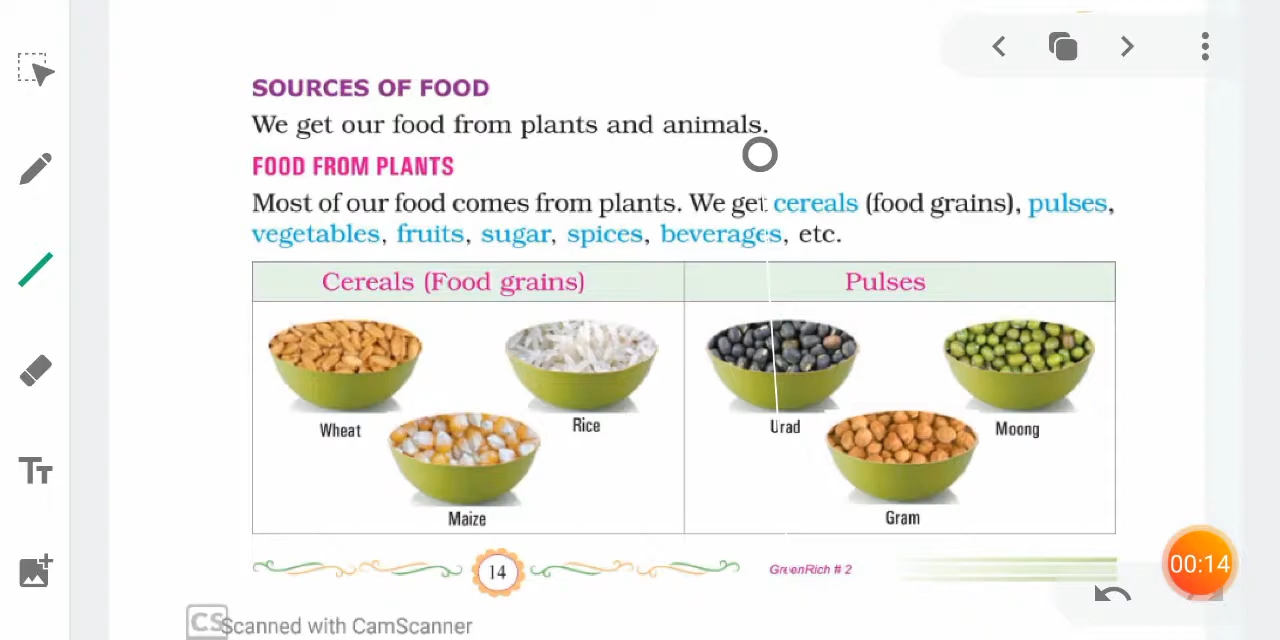 SOURCES OF FOOD
We get our food from plants and animals.
FOOD FROM PLANTS
Most of our food comes from plants. We get cereals (food grains), pulses,
vegetables, fruits, sugar, spices, beverages, etc.
Cereals (Food grains) Pulses
Wheat Rice Urad Moong
Maize Gram
14 GreenRich # 2
00:14
CS Scanned with CamScanner
TT